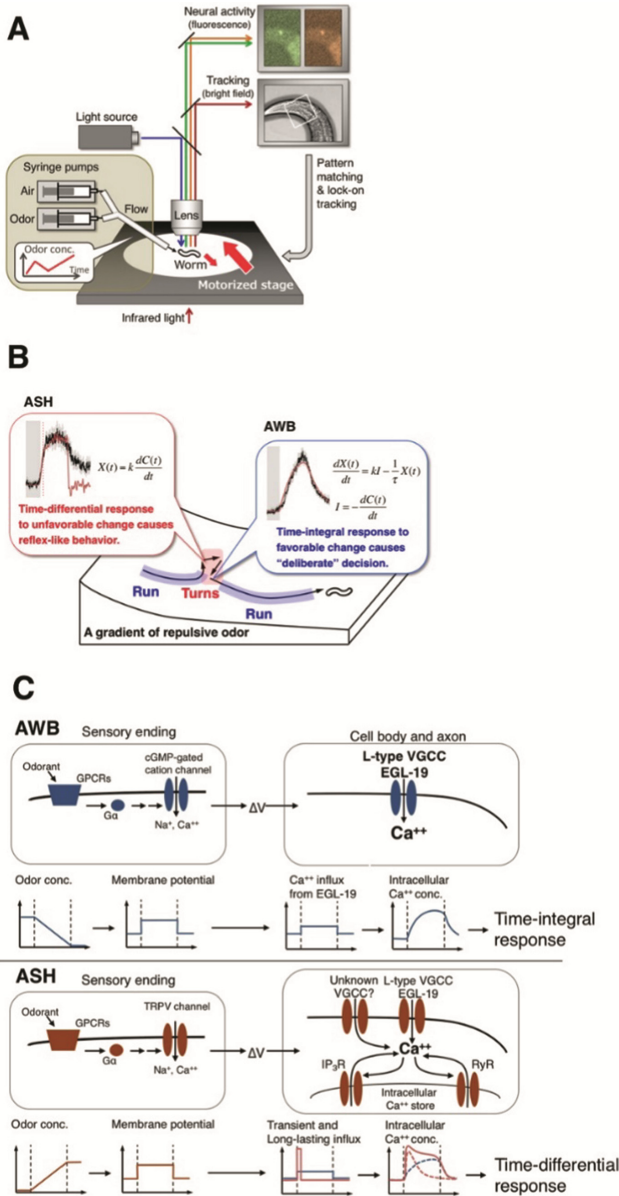 A
Neural activity
(fluorescence)
Tracking
(bright field)
Light source
Pattern
matching
& lock-on
tracking
Syringe pumps
Air
Odor
Flow
Lens
Odor conc.
Time
Worm
Motorized stage
Infrared light
B
ASH
X(t) = k dC(t)/dt
Time-differential response
to unfavorable change causes
reflex-like behavior.
AWB
dX(t)/dt = kI – 1/τ X(t)
I = – dC(t)/dt
Time-integral response to
favorable change causes
“deliberate” decision.
Run
Turns
Run
A gradient of repulsive odor
C
AWB
Sensory ending
Odorant
GPCRs
Gα
cGMP-gated
cation channel
Na⁺, Ca⁺⁺
ΔV
Cell body and axon
L-type VGCC
EGL-19
Ca⁺⁺
Odor conc.
Membrane potential
Ca⁺⁺ influx
from EGL-19
Intracellular
Ca⁺⁺ conc.
Time-integral
response
ASH
Sensory ending
Odorant
GPCRs
Gα
TRPV channel
Na⁺, Ca⁺⁺
ΔV
Unknown
VGCC?
L-type VGCC
EGL-19
Ca⁺⁺
IP₃R
RyR
Intracellular
Ca⁺⁺ store
Odor conc.
Membrane potential
Transient and
Long-lasting influx
Intracellular
Ca⁺⁺ conc.
Time-differential
response